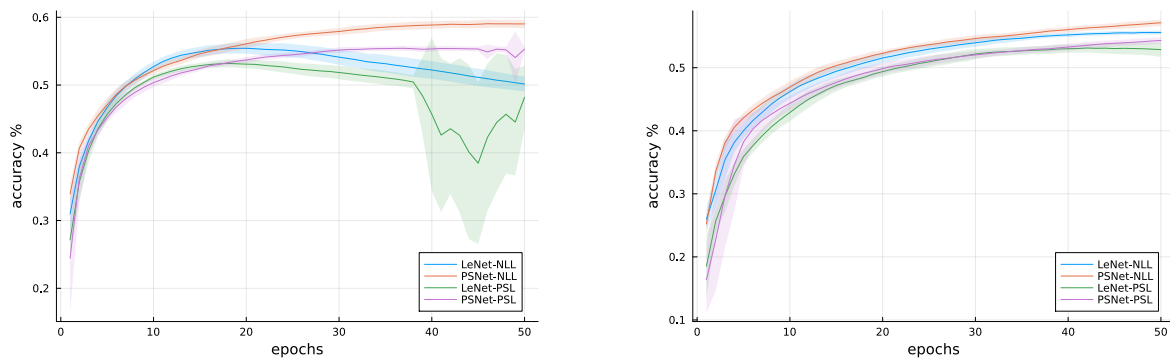 0.6
0.5
0.4
0.3
0.2
accuracy %
0
10
20
30
40
50
epochs
LeNet-NLL
PSNet-NLL
LeNet-PSL
PSNet-PSL
0.5
0.4
0.3
0.2
0.1
accuracy %
0
10
20
30
40
50
epochs
LeNet-NLL
PSNet-NLL
LeNet-PSL
PSNet-PSL